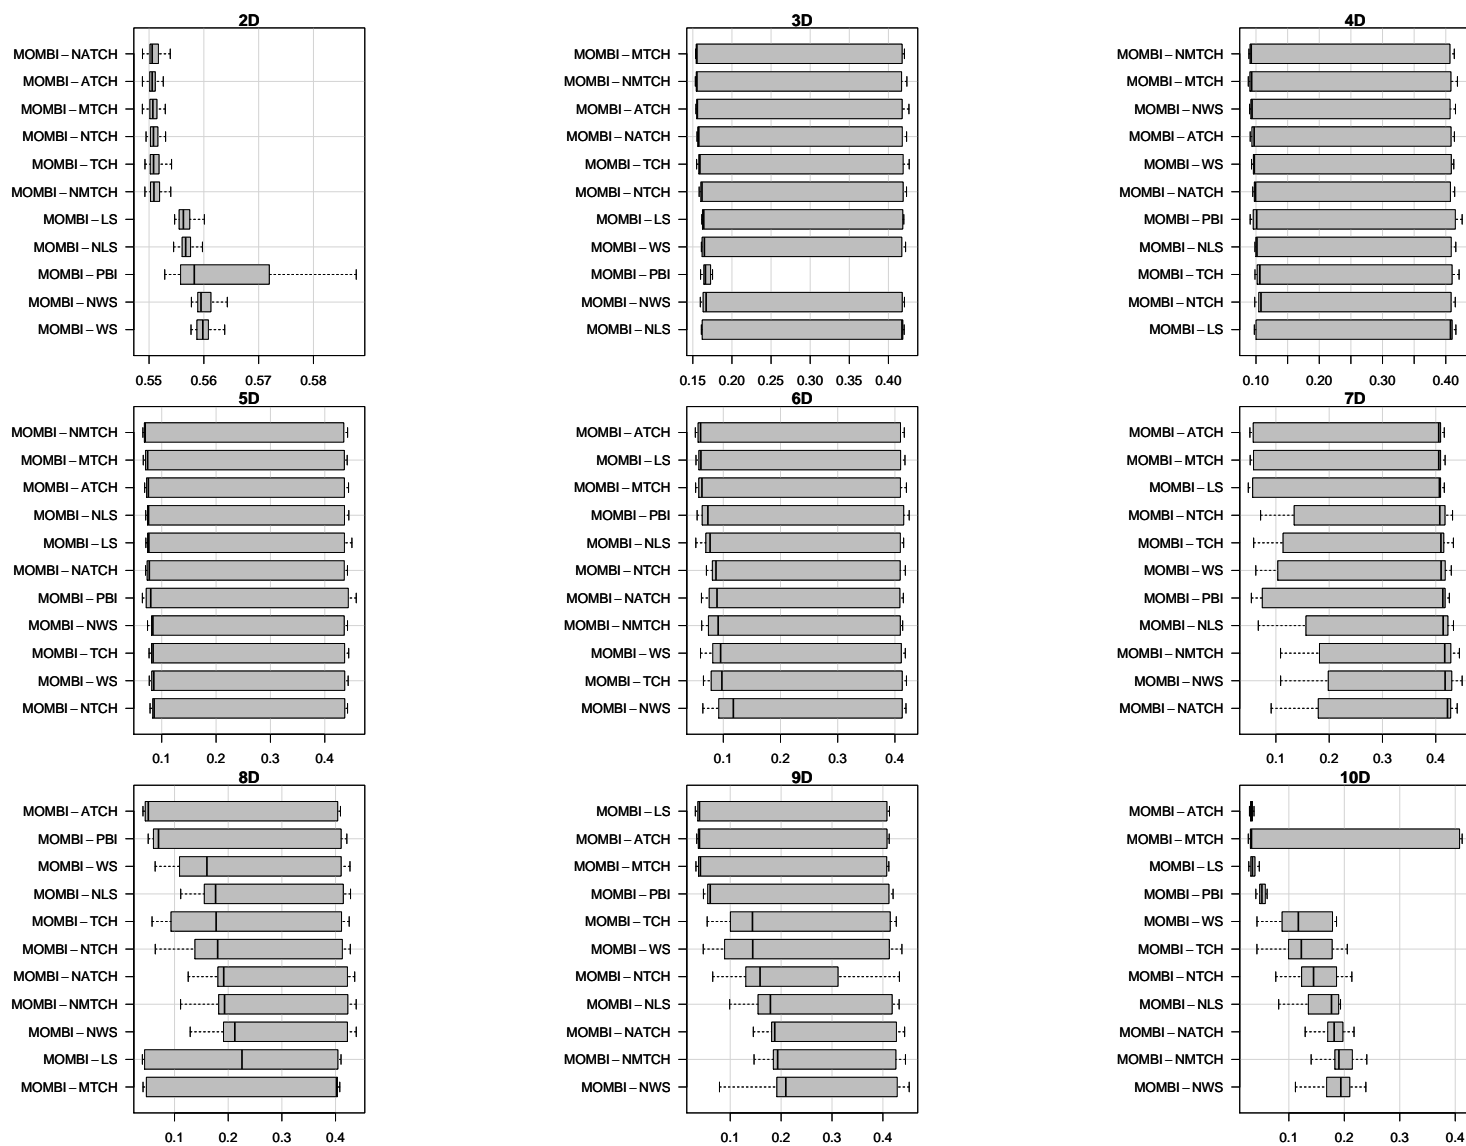 2D
MOMBI−NATCH
MOMBI−ATCH
MOMBI−MTCH
MOMBI−NTCH
MOMBI−TCH
MOMBI−NMTCH
MOMBI−LS
MOMBI−NLS
MOMBI−PBI
MOMBI−NWS
MOMBI−WS
0.55 0.56 0.57 0.58
3D
MOMBI−MTCH
MOMBI−NMTCH
MOMBI−ATCH
MOMBI−NATCH
MOMBI−TCH
MOMBI−NTCH
MOMBI−LS
MOMBI−WS
MOMBI−PBI
MOMBI−NWS
MOMBI−NLS
0.15 0.20 0.25 0.30 0.35 0.40
4D
MOMBI−NMTCH
MOMBI−MTCH
MOMBI−NWS
MOMBI−ATCH
MOMBI−WS
MOMBI−NATCH
MOMBI−PBI
MOMBI−NLS
MOMBI−TCH
MOMBI−NTCH
MOMBI−LS
0.10 0.20 0.30 0.40
5D
MOMBI−NMTCH
MOMBI−MTCH
MOMBI−ATCH
MOMBI−NLS
MOMBI−LS
MOMBI−NATCH
MOMBI−PBI
MOMBI−NWS
MOMBI−TCH
MOMBI−WS
MOMBI−NTCH
0.1 0.2 0.3 0.4
6D
MOMBI−ATCH
MOMBI−LS
MOMBI−MTCH
MOMBI−PBI
MOMBI−NLS
MOMBI−NTCH
MOMBI−NATCH
MOMBI−NMTCH
MOMBI−WS
MOMBI−TCH
MOMBI−NWS
0.1 0.2 0.3 0.4
7D
MOMBI−ATCH
MOMBI−MTCH
MOMBI−LS
MOMBI−NTCH
MOMBI−TCH
MOMBI−WS
MOMBI−PBI
MOMBI−NLS
MOMBI−NMTCH
MOMBI−NWS
MOMBI−NATCH
0.1 0.2 0.3 0.4
8D
MOMBI−ATCH
MOMBI−PBI
MOMBI−WS
MOMBI−NLS
MOMBI−TCH
MOMBI−NTCH
MOMBI−NATCH
MOMBI−NMTCH
MOMBI−NWS
MOMBI−LS
MOMBI−MTCH
0.1 0.2 0.3 0.4
9D
MOMBI−LS
MOMBI−ATCH
MOMBI−MTCH
MOMBI−PBI
MOMBI−TCH
MOMBI−WS
MOMBI−NTCH
MOMBI−NLS
MOMBI−NATCH
MOMBI−NMTCH
MOMBI−NWS
0.1 0.2 0.3 0.4
10D
MOMBI−ATCH
MOMBI−MTCH
MOMBI−LS
MOMBI−PBI
MOMBI−WS
MOMBI−TCH
MOMBI−NTCH
MOMBI−NLS
MOMBI−NATCH
MOMBI−NMTCH
MOMBI−NWS
0.1 0.2 0.3 0.4